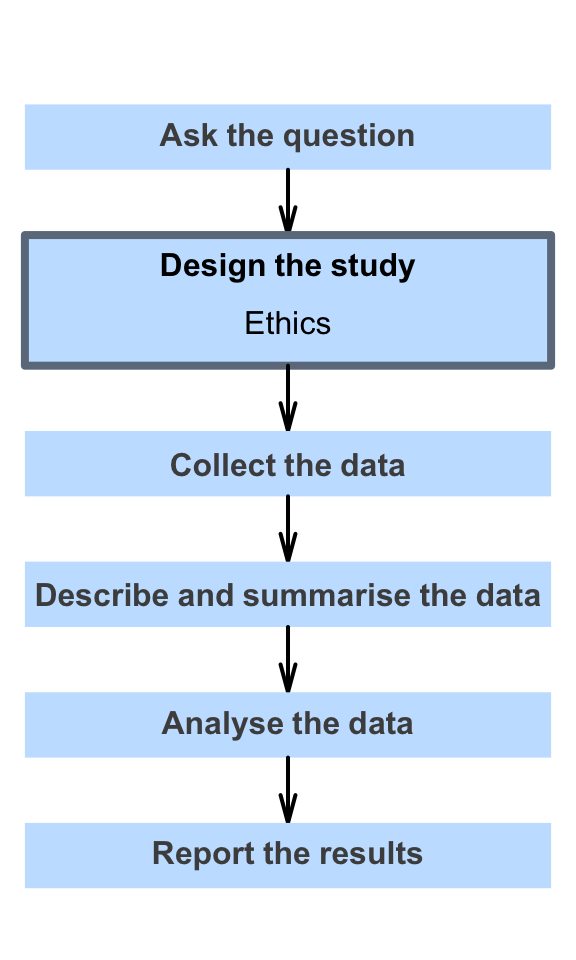 Ask the question
Design the study
Ethics
Collect the data
Describe and summarise the data
Analyse the data
Report the results